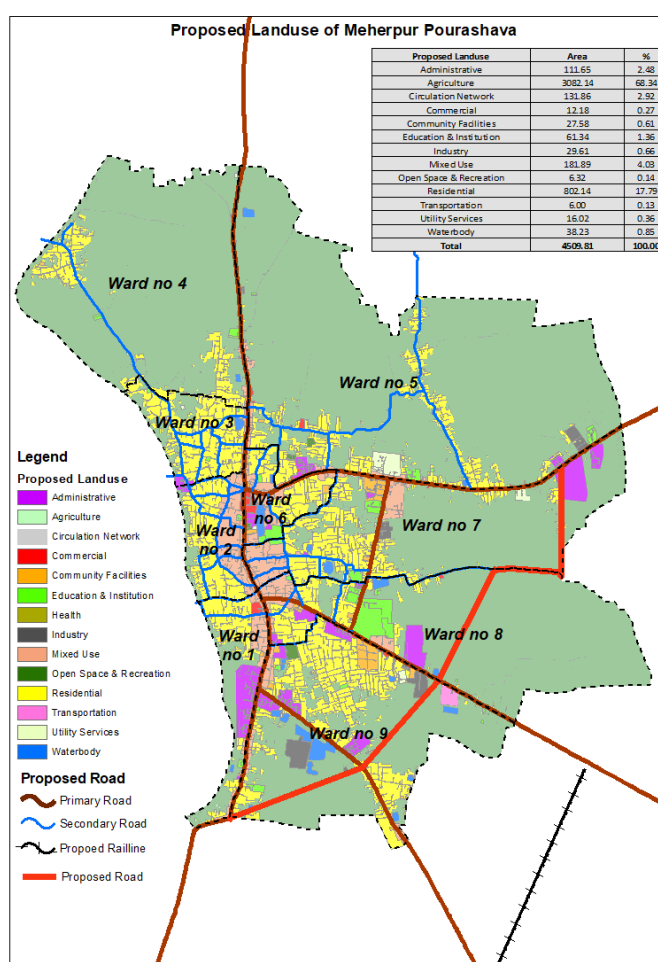 Proposed Landuse of Meherpur Pourashava
Proposed Landuse Area %
Administrative 111.65 2.48
Agriculture 3082.14 68.34
Circulation Network 131.86 2.92
Commercial 12.18 0.27
Community Facilities 27.58 0.61
Education & Institution 61.34 1.36
Industry 29.61 0.66
Mixed Use 181.89 4.03
Open Space & Recreation 6.32 0.14
Residential 802.14 17.79
Transportation 6.00 0.13
Utility Services 16.02 0.36
Waterbody 38.23 0.85
Total 4509.81 100.00
Ward no 4
Ward no 5
Ward no 3
Ward
no 6
Ward no 7
Ward
no 2
Ward no 8
Ward
no 1
Ward no 9
Legend
Proposed Landuse
Administrative
Agriculture
Circulation Network
Commercial
Community Facilities
Education & Institution
Health
Industry
Mixed Use
Open Space & Recreation
Residential
Transportation
Utility Services
Waterbody
Proposed Road
Primary Road
Secondary Road
Propoed Railline
Proposed Road